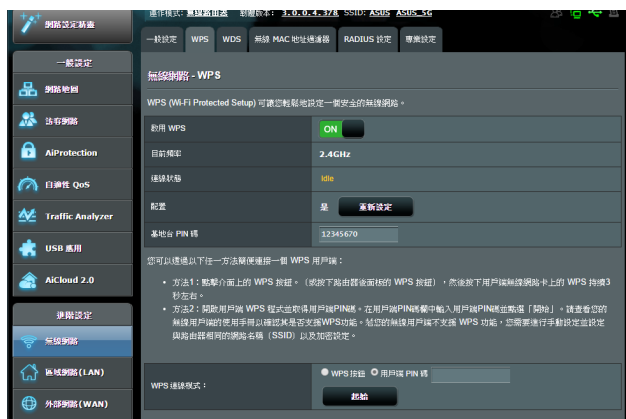 網路設定精靈
操作模式: 無線路由器 韌體版本: 3.0.0.4.378 SSID: ASUS ASUS_5G
一般設定 WPS WDS 無線 MAC 地址過濾器 RADIUS 設定 專業設定
一般設定
網路地圖
訪客網路
AiProtection
自適性 QoS
Traffic Analyzer
USB 應用
AiCloud 2.0
進階設定
無線網路
區域網路(LAN)
外部網路(WAN)
無線網路 - WPS
WPS (Wi-Fi Protected Setup) 可讓您輕鬆地設定一個安全的無線網路。
啟用 WPS ON
目前頻率 2.4GHz
連線狀態 Idle
配置 是 重新設定
基地台 PIN 碼 12345670
您可以透過以下任一方法簡便連接一個 WPS 用戶端：
• 方法1：點擊介面上的 WPS 按鈕。（或按下路由器後面板的 WPS 按鈕），然後按下用戶端無線網路卡上的 WPS 持續3
秒左右。
• 方法2：開啟用戶端 WPS 程式並取得用戶端PIN碼。在用戶端PIN碼欄中輸入用戶端PIN碼並點選「開始」。請查看您的
無線用戶端的使用手冊以確認其是否支援WPS功能。若您的無線用戶端不支援 WPS 功能，您需要進行手動設定並設定
與路由器相同的網路名稱（SSID）以及加密設定。
WPS 連線模式： WPS 按鈕 用戶端 PIN 碼
起始